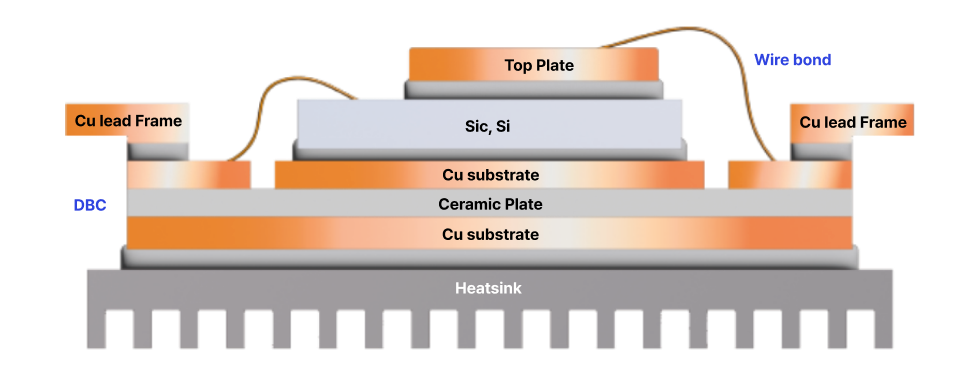 Wire bond
Top Plate
Cu lead Frame
Cu lead Frame
Sic, Si
Cu substrate
DBC
Ceramic Plate
Cu substrate
Heatsink